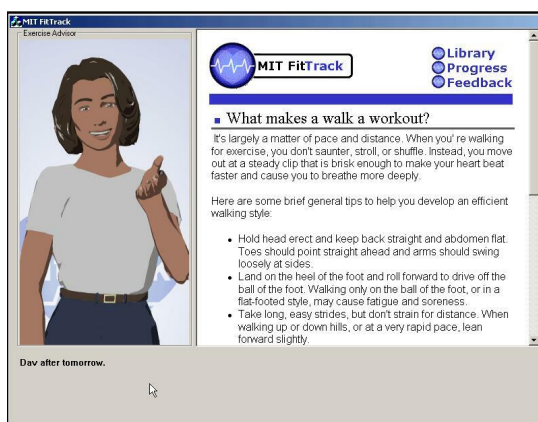 MIT FitTrack
Exercise Advisor
MIT FitTrack
Library
Progress
Feedback
What makes a walk a workout?
It's largely a matter of pace and distance. When you' re walking
for exercise, you don't saunter, stroll, or shuffle. Instead, you move
out at a steady clip that is brisk enough to make your heart beat
faster and cause you to breathe more deeply.
Here are some brief general tips to help you develop an efficient
walking style:
• Hold head erect and keep back straight and abdomen flat.
Toes should point straight ahead and arms should swing
loosely at sides.
• Land on the heel of the foot and roll forward to drive off the
ball of the foot. Walking only on the ball of the foot, or in a
flat-footed style, may cause fatigue and soreness.
• Take long, easy strides, but don't strain for distance. When
walking up or down hills, or at a very rapid pace, lean
forward slightly.
Day after tomorrow.